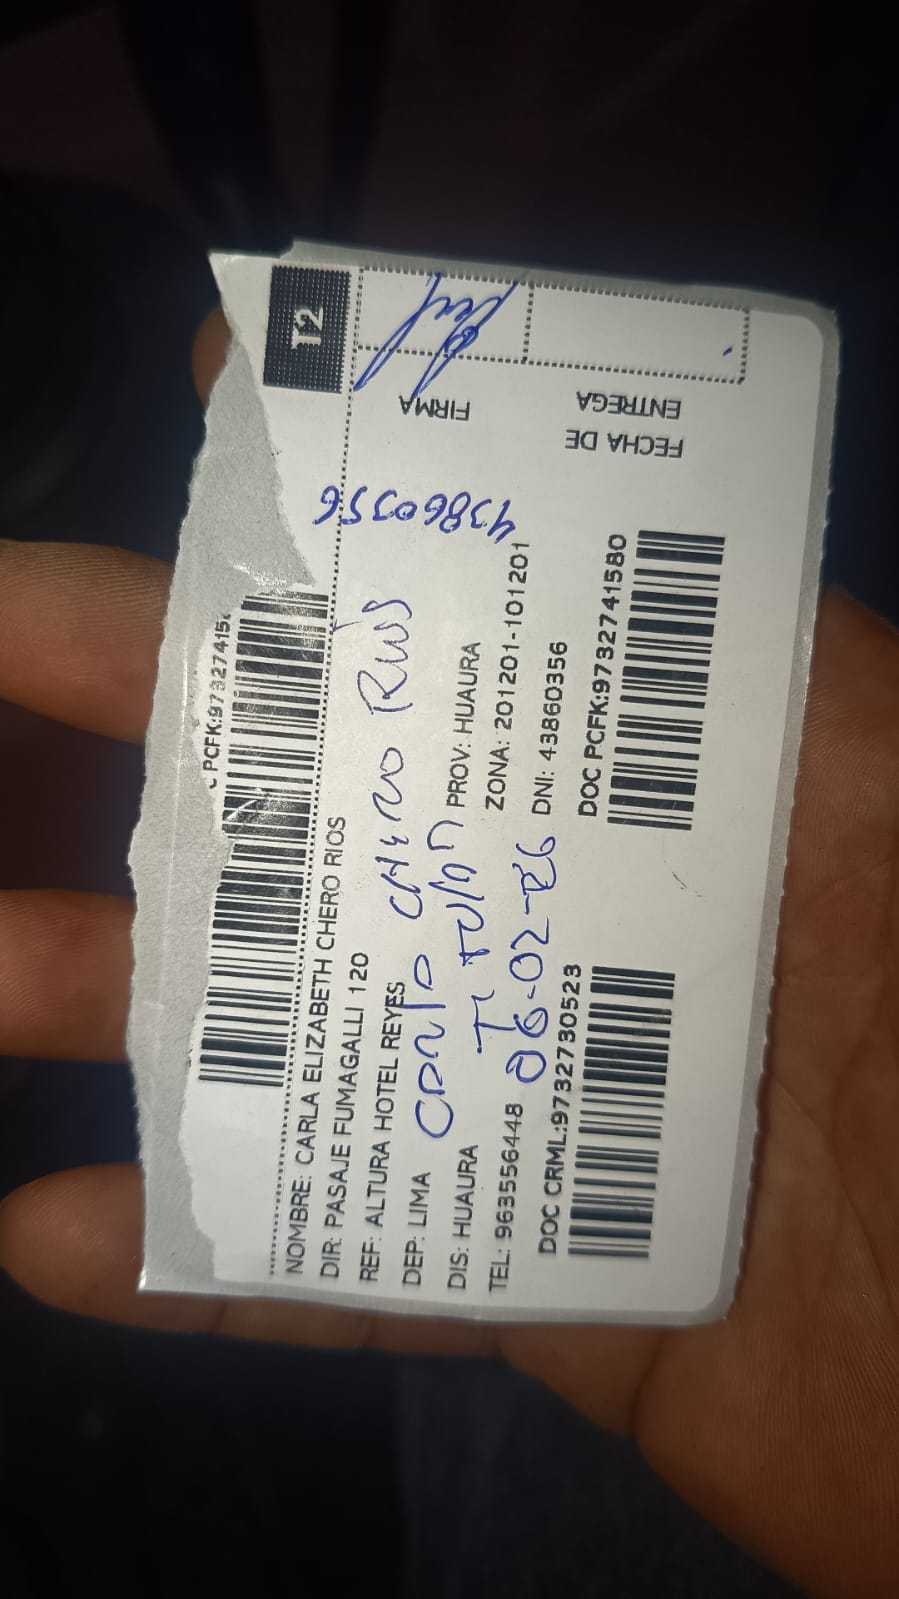 T2
PCFK:97327415
NOMBRE: CARLA ELIZABETH CHERO RIOS
DIR: PASAJE FUMAGALLI 120
REF: ALTURA HOTEL REYES
DEP: LIMA
DIS: HUAURA PROV: HUAURA
ZONA: 201201-101201
TEL: 963556448 DNI: 43860356
DOC CRML:9732730523
DOC PCFK:9732741580
Carla Chero Rios
Titular
06-02-26
43860356
FIRMA
FECHA DE
ENTREGA